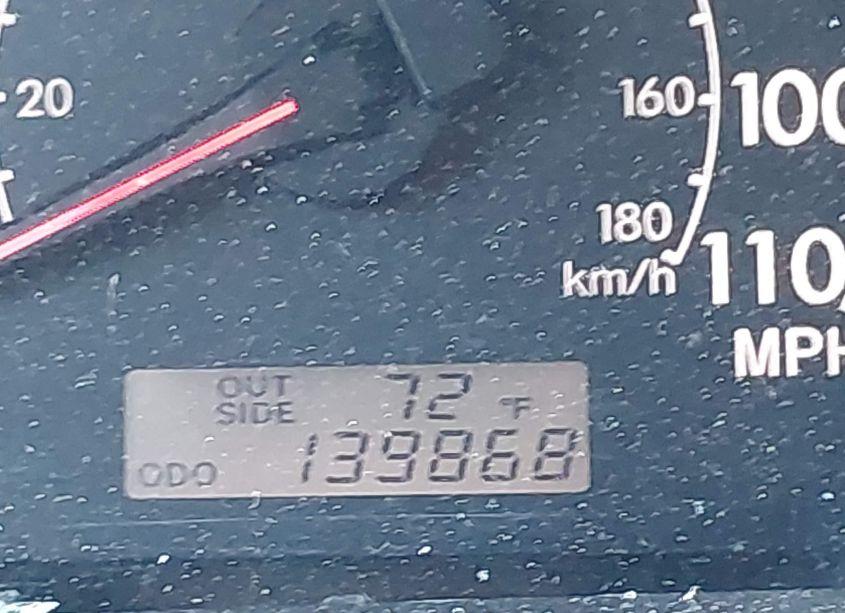 20
160
100
180
km/h
110
MPH
OUT
SIDE
72 °F
ODO 139868